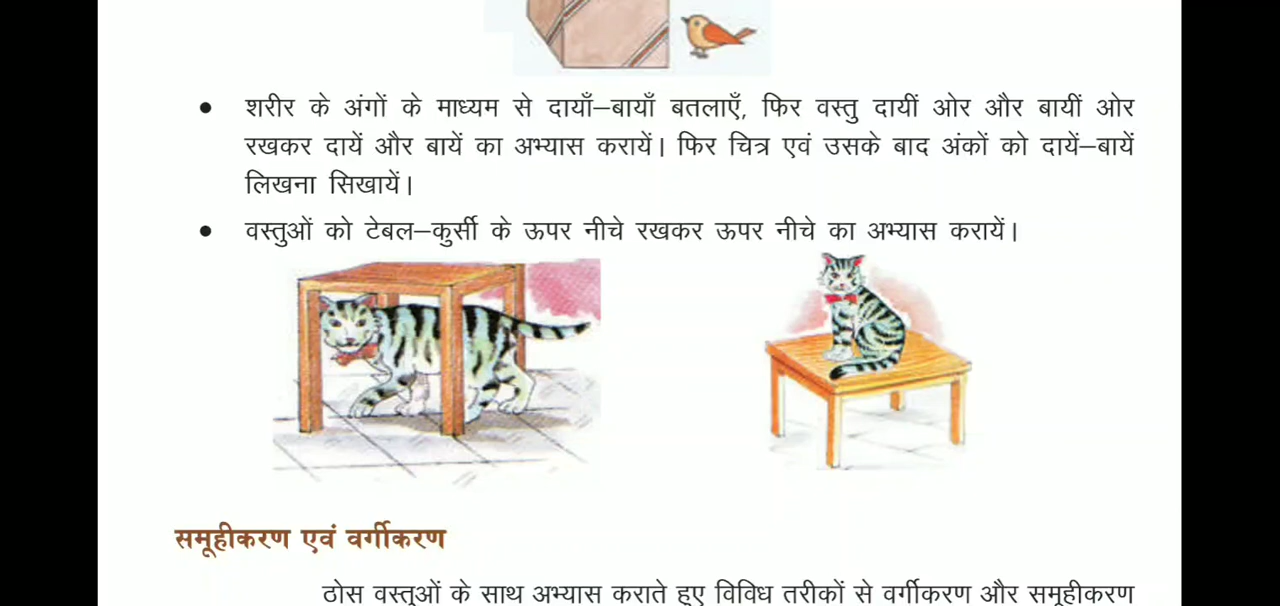 • शरीर के अंगों के माध्यम से दायाँ–बायाँ बतलाएँ, फिर वस्तु दायीं ओर और बायीं ओर
रखकर दायें और बायें का अभ्यास करायें। फिर चित्र एवं उसके बाद अंकों को दायें–बायें
लिखना सिखायें।
• वस्तुओं को टेबल–कुर्सी के ऊपर नीचे रखकर ऊपर नीचे का अभ्यास करायें।
समूहीकरण एवं वर्गीकरण
ठोस वस्तुओं के साथ अभ्यास कराते हुए विविध तरीकों से वर्गीकरण और समूहीकरण